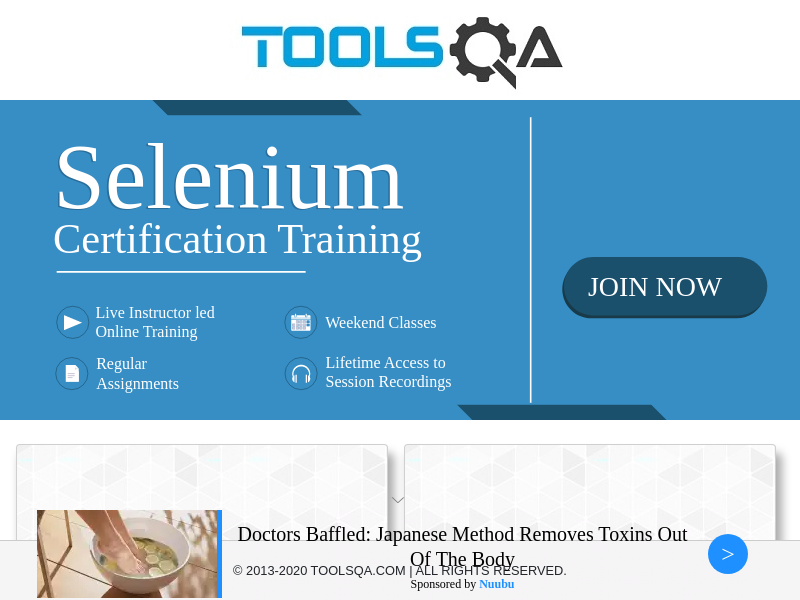 TOOLSQA
Selenium
Certification Training
Live Instructor led
Online Training
Weekend Classes
Regular
Assignments
Lifetime Access to
Session Recordings
JOIN NOW
Doctors Baffled: Japanese Method Removes Toxins Out
Of The Body
© 2013-2020 TOOLSQA.COM | ALL RIGHTS RESERVED.
Sponsored by Nuubu
>